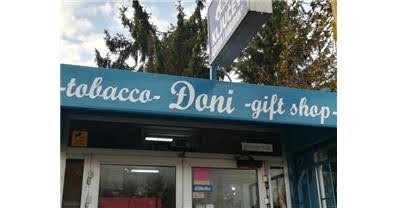 -tobacco- Doni -gift shop-